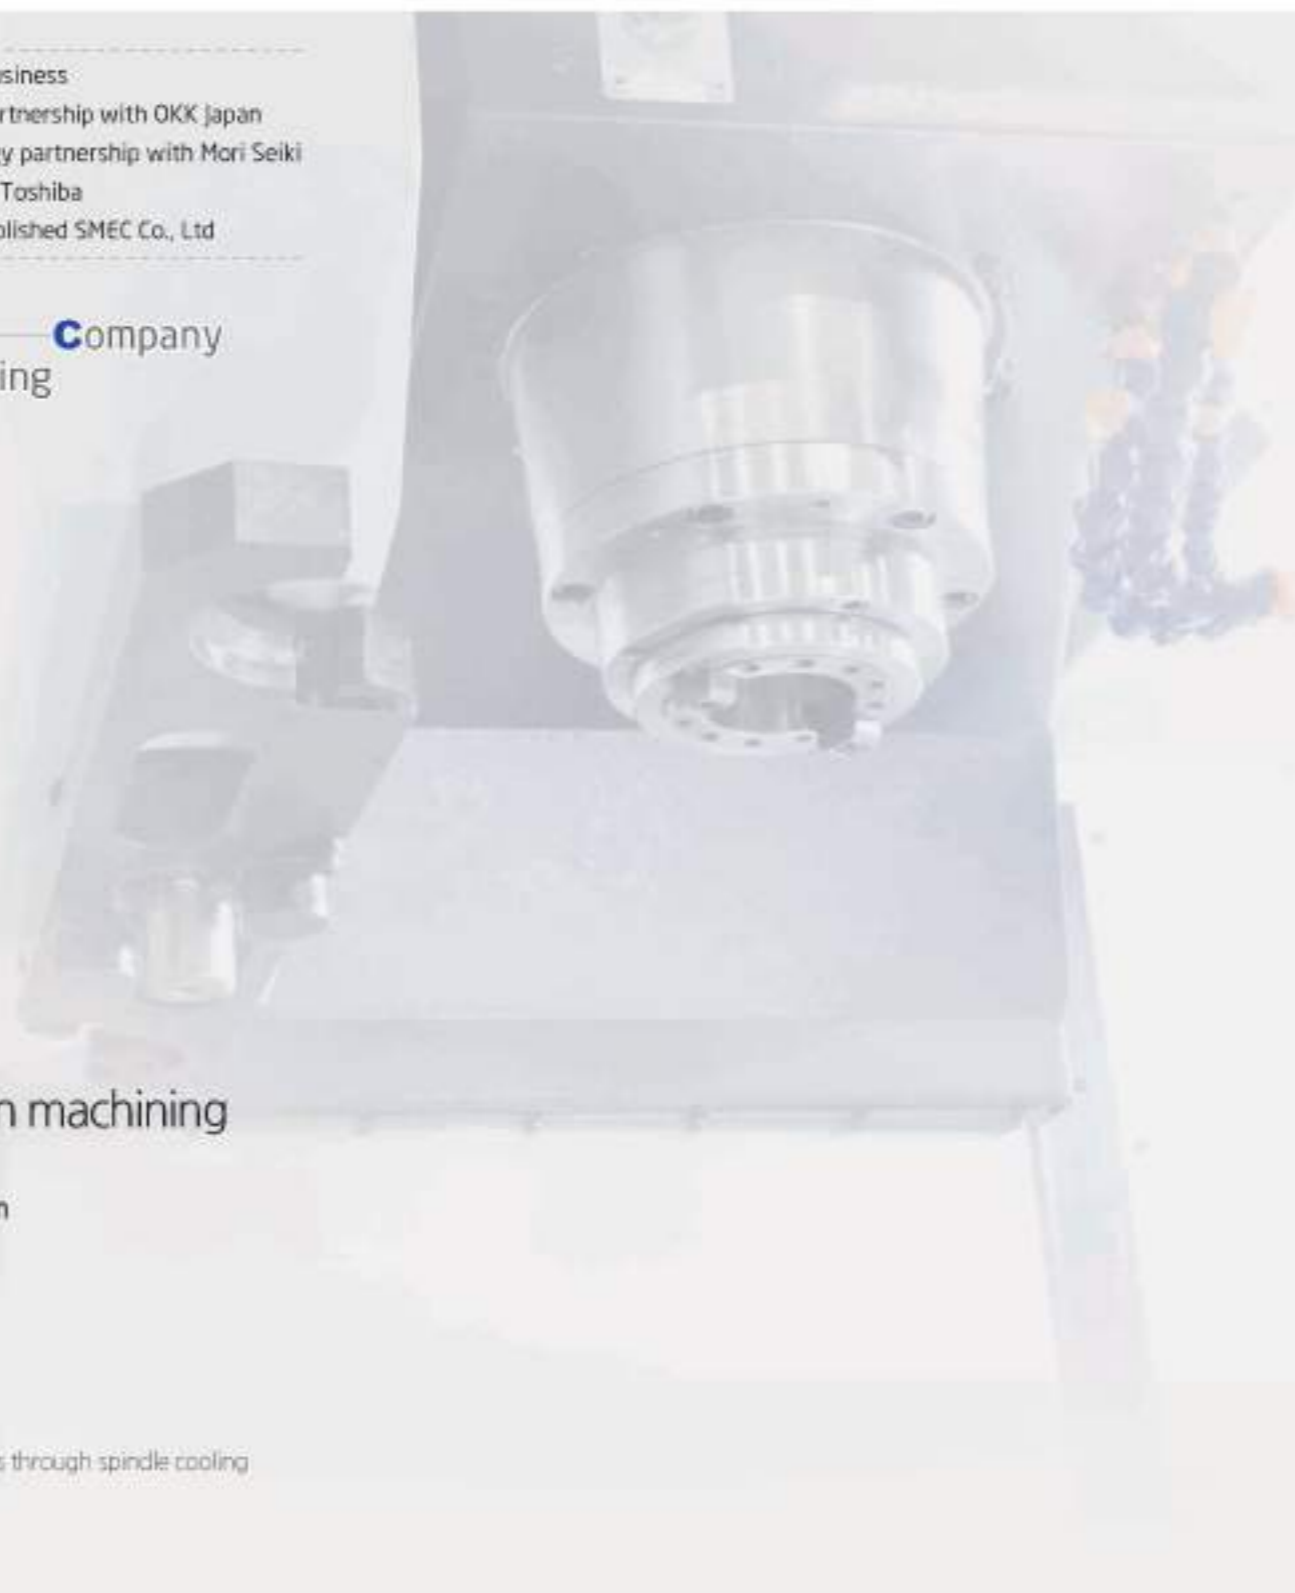 siness
rtnership with OKK Japan
y partnership with Mori Seiki
Toshiba
olished SMEC Co., Ltd
Company
ing
n machining
n
s through spindle cooling